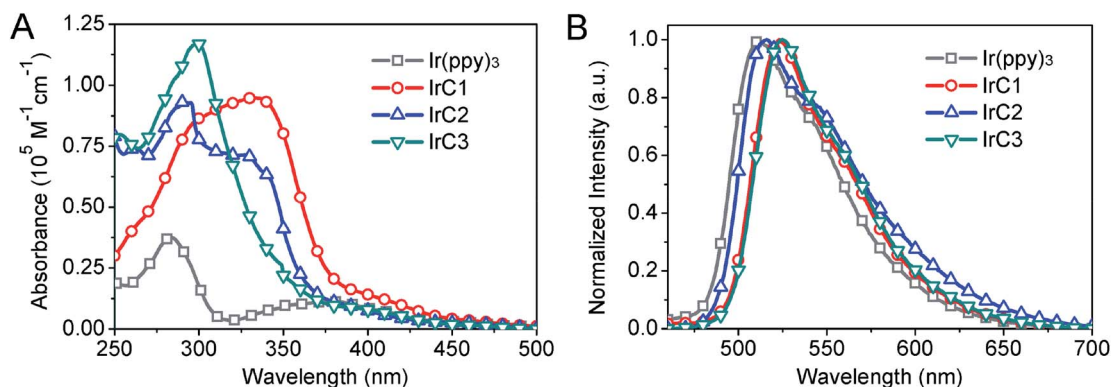 A
Absorbance (10⁵ M⁻¹ cm⁻¹)
1.25
1.00
0.75
0.50
0.25
0.00
Ir(ppy)₃
IrC1
IrC2
IrC3
250 300 350 400 450 500
Wavelength (nm)
B
Normalized Intensity (a.u.)
1.0
0.8
0.6
0.4
0.2
0.0
Ir(ppy)₃
IrC1
IrC2
IrC3
500 550 600 650 700
Wavelength (nm)